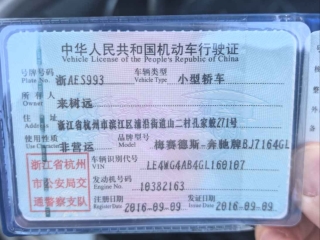 中华人民共和国机动车行驶证
Vehicle License of the People's Republic of China
号牌号码 浙AES993 车辆类型 小型轿车
Plate No. Vehicle Type
所有人 来树远
Owner
住址 浙江省杭州市滨江区浦沿街道山二村孔家坡271号
Address
使用性质 非营运 品牌型号 梅赛德斯-奔驰牌BJ7164GL
Use Character Model
浙江省杭州市公安局交通警察支队
车辆识别代号 LE4WG4AB4GL160107
VIN
发动机号码 10382163
Engine No.
注册日期 2016-09-09 发证日期 2016-09-09
Register Date Issue Date